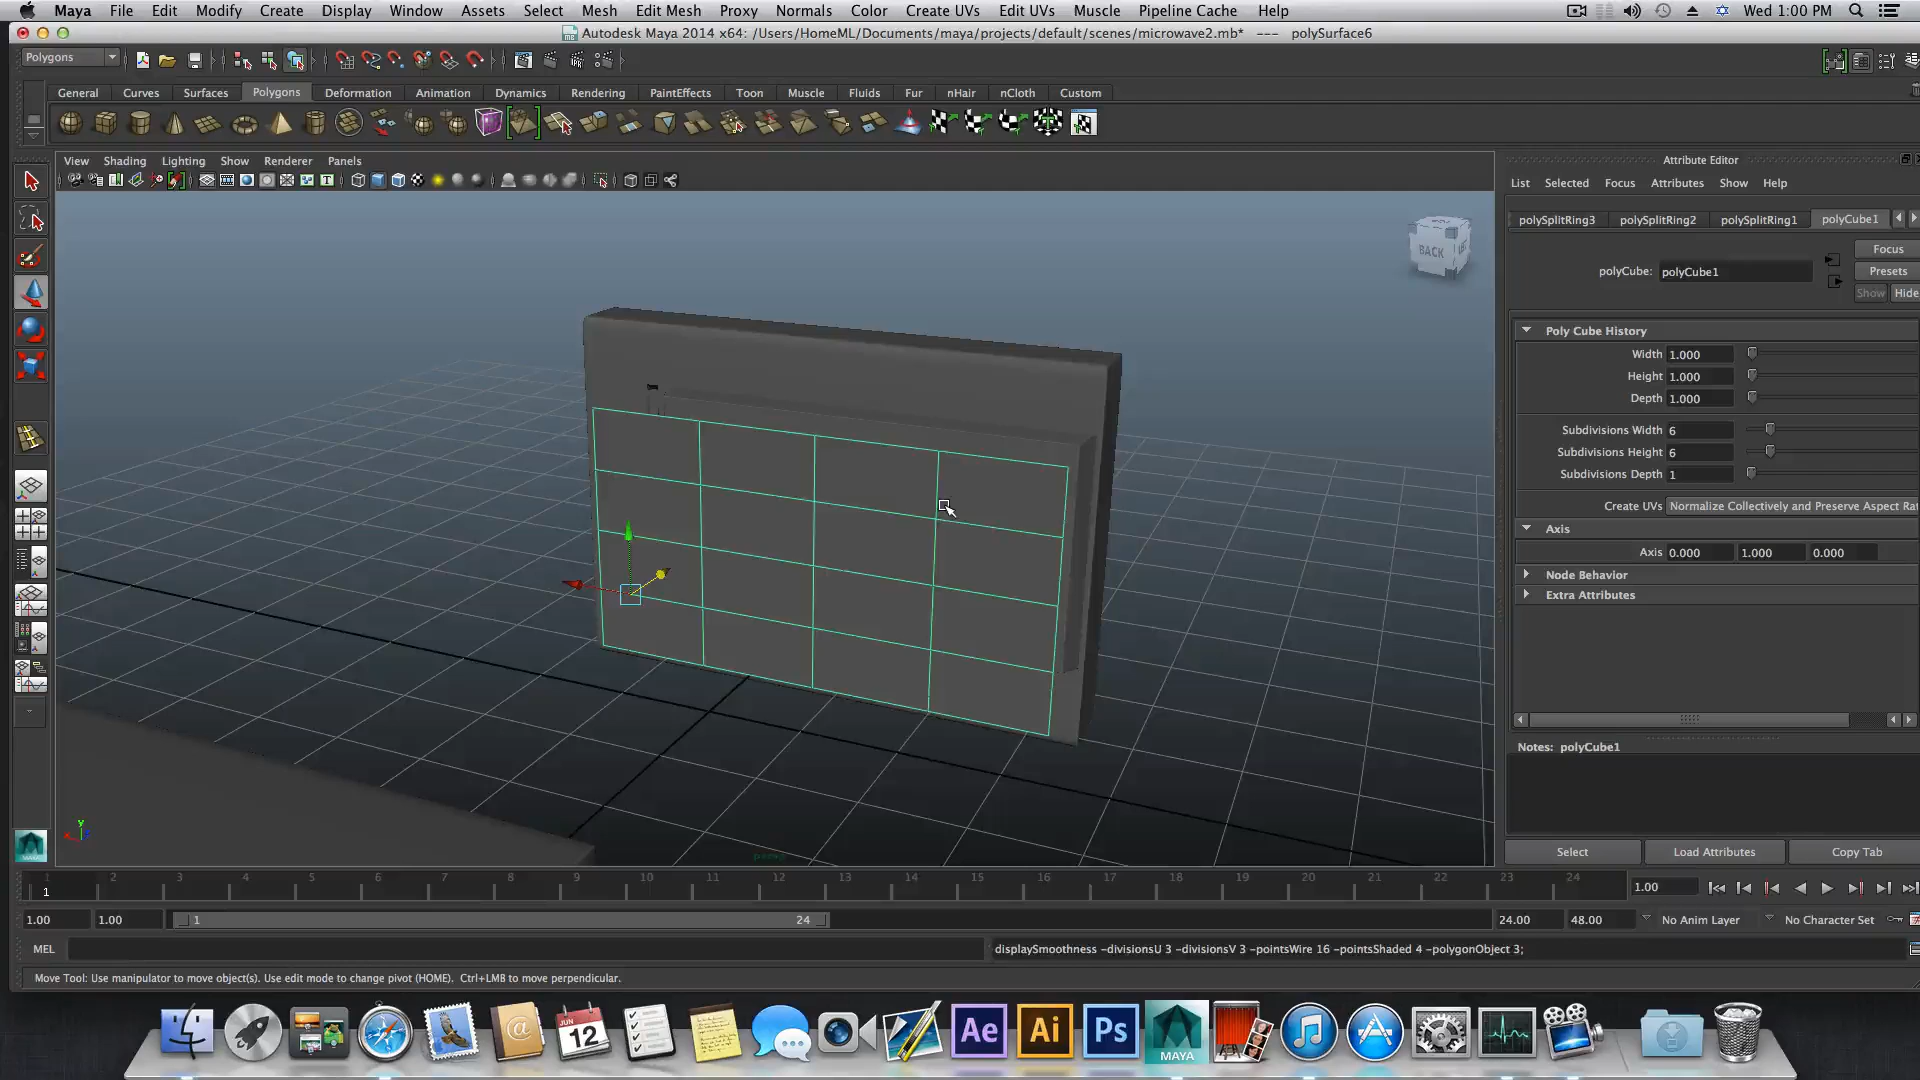 Maya File Edit Modify Create Display Window Assets Select Mesh Edit Mesh Proxy Normals Color Create UVs Edit UVs Muscle Pipeline Cache Help Wed 1:00 PM
Autodesk Maya 2014 x64: /Users/HomeML/Documents/maya/projects/default/scenes/microwave2.mb* --- polySurface6
Polygons
General Curves Surfaces Polygons Deformation Animation Dynamics Rendering PaintEffects Toon Muscle Fluids Fur nHair nCloth Custom
View Shading Lighting Show Renderer Panels
Attribute Editor
List Selected Focus Attributes Show Help
polySplitRing3 polySplitRing2 polySplitRing1 polyCube1
Focus
polyCube: polyCube1
Presets
Show Hide
Poly Cube History
Width 1.000
Height 1.000
Depth 1.000
Subdivisions Width 6
Subdivisions Height 6
Subdivisions Depth 1
Create UVs Normalize Collectively and Preserve Aspect Rat
Axis
Axis 0.000 1.000 0.000
Node Behavior
Extra Attributes
Notes: polyCube1
Select Load Attributes Copy Tab
BACK
y
1 2 3 4 5 6 7 8 9 10 11 12 13 14 15 16 17 18 19 20 21 22 23 24
1
1.00
1.00 1.00 1 24 24.00 48.00 No Anim Layer No Character Set
MEL displaySmoothness -divisionsU 3 -divisionsV 3 -pointsWire 16 -pointsShaded 4 -polygonObject 3;
Move Tool: Use manipulator to move object(s). Use edit mode to change pivot (HOME). Ctrl+LMB to move perpendicular.
JUN
12
Ae Ai Ps MAYA